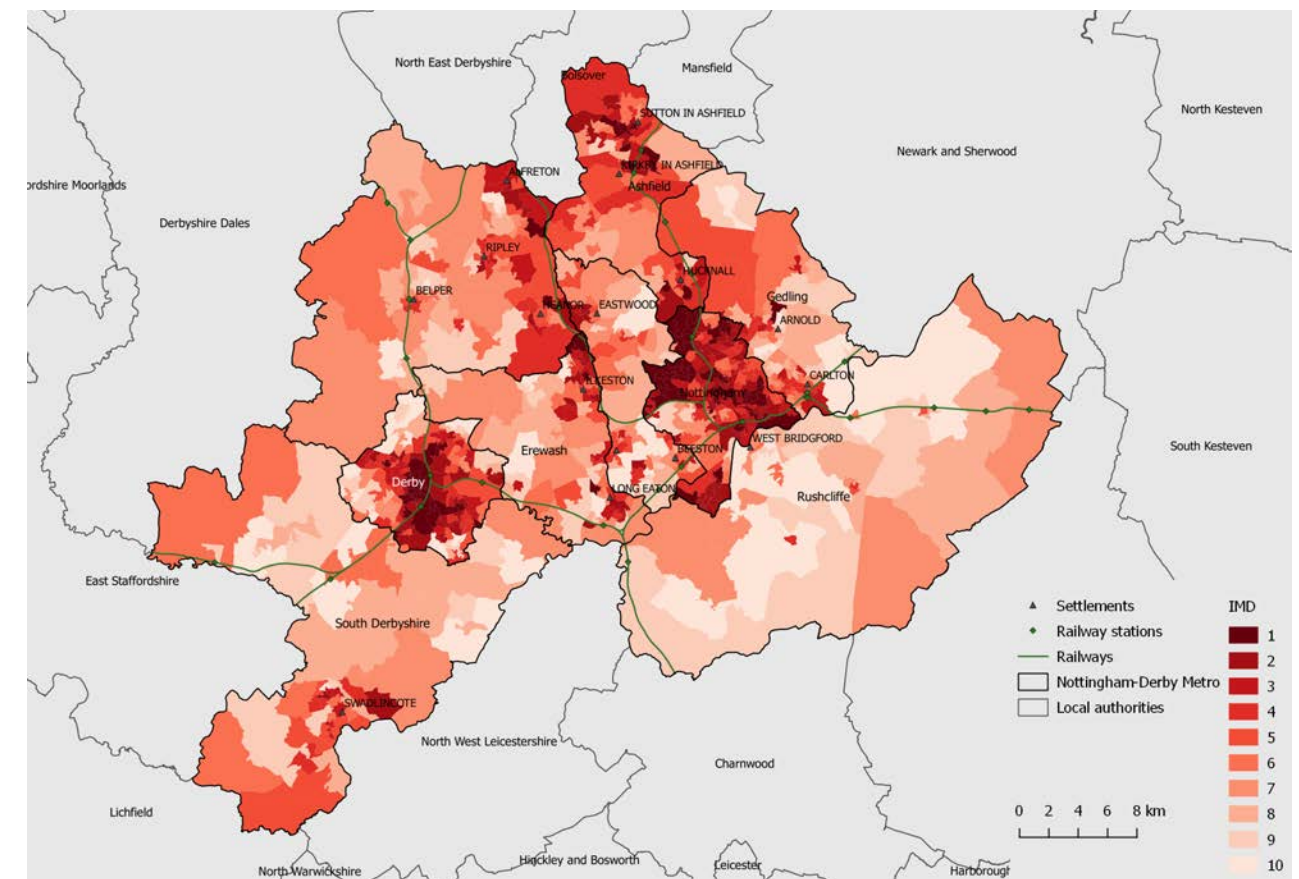 North East Derbyshire
Mansfield
Bolsover
North Kesteven
SUTTON IN ASHFIELD
Newark and Sherwood
KIRKBY IN ASHFIELD
ALFRETON
ordshire Moorlands
Ashfield
Derbyshire Dales
RIPLEY
HUCKNALL
BELPER
Gedling
HEANOR
EASTWOOD
ARNOLD
ILKESTON
CARLTON
Nottingham
WEST BRIDGFORD
Erewash
BEESTON
South Kesteven
Derby
LONG EATON
Rushcliffe
East Staffordshire
South Derbyshire
SWADLINCOTE
North West Leicestershire
Charnwood
Lichfield
Hinckley and Bosworth
Leicester
North Warwickshire
Harborough
Settlements
Railway stations
Railways
Nottingham-Derby Metro
Local authorities
0 2 4 6 8 km
IMD
1
2
3
4
5
6
7
8
9
10